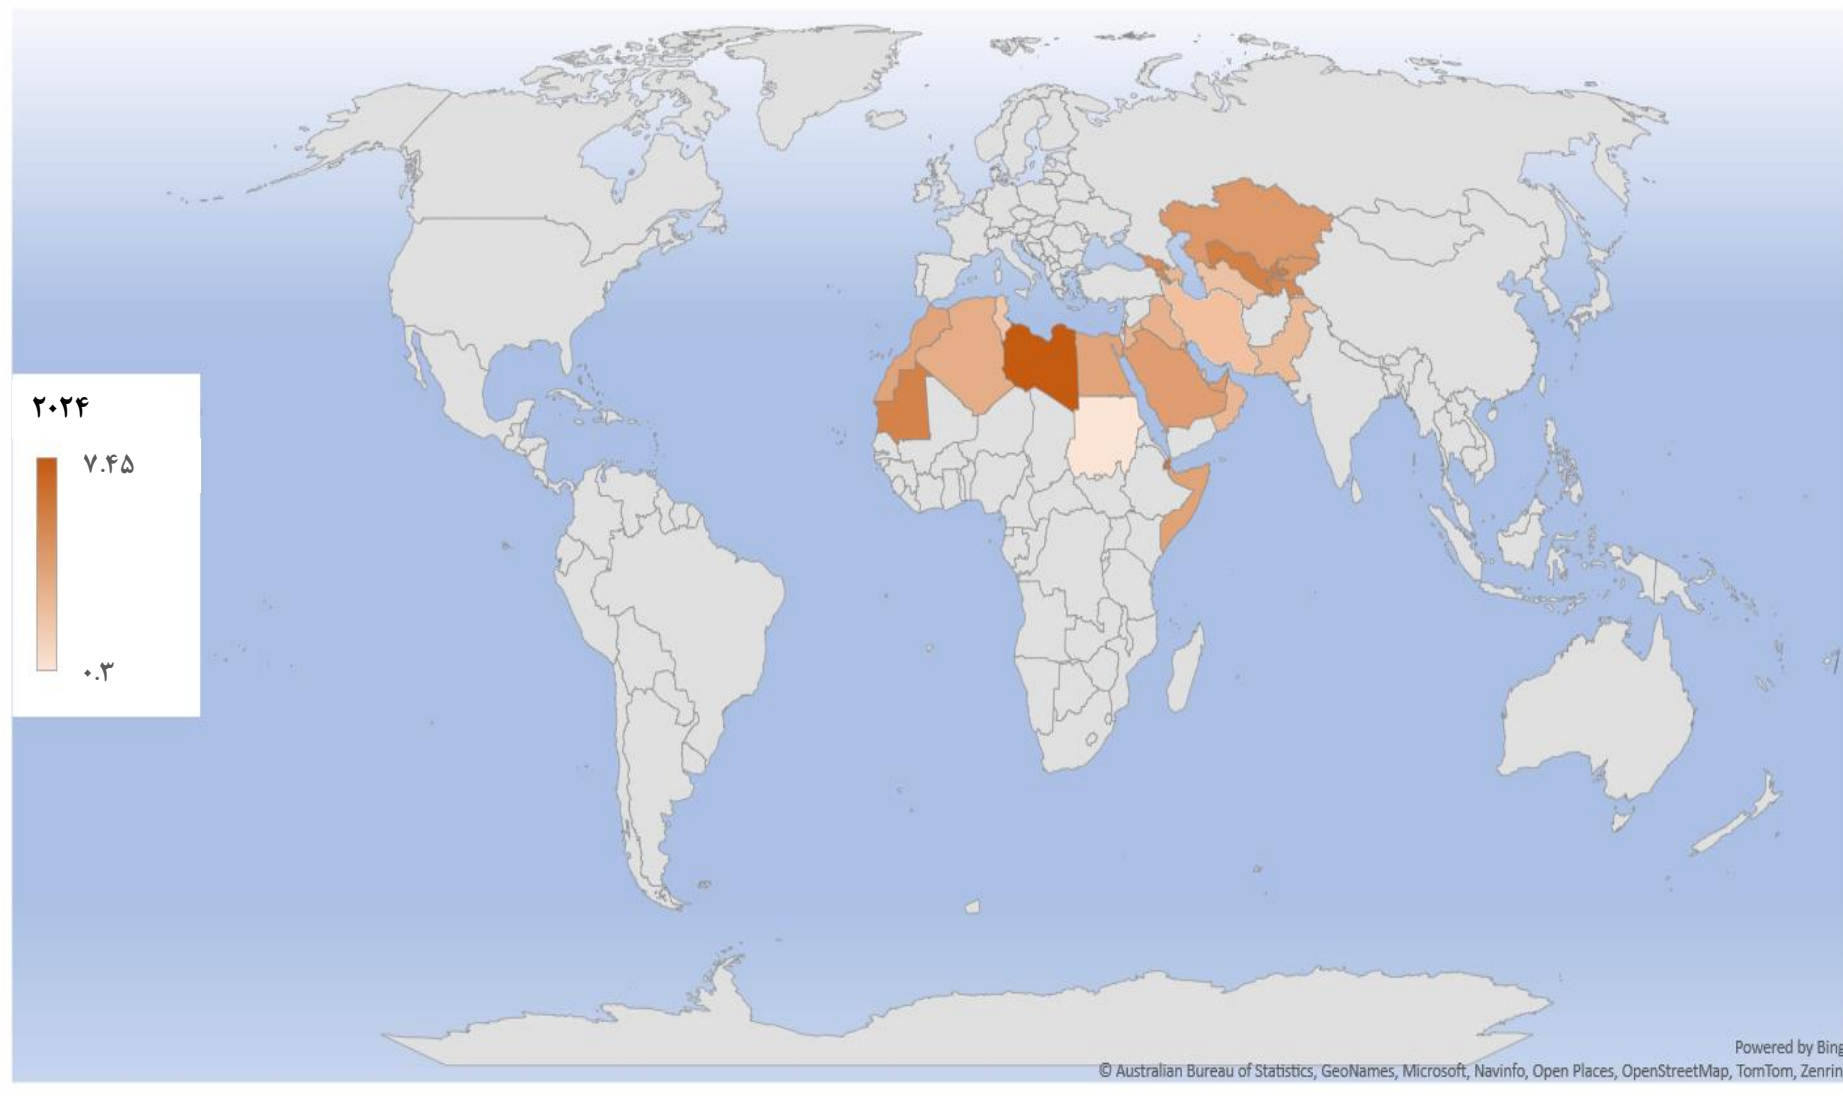 ۲۰۲۴
۷.۴۵
۰.۳
Powered by Bing
© Australian Bureau of Statistics, GeoNames, Microsoft, Navinfo, Open Places, OpenStreetMap, TomTom, Zenrin